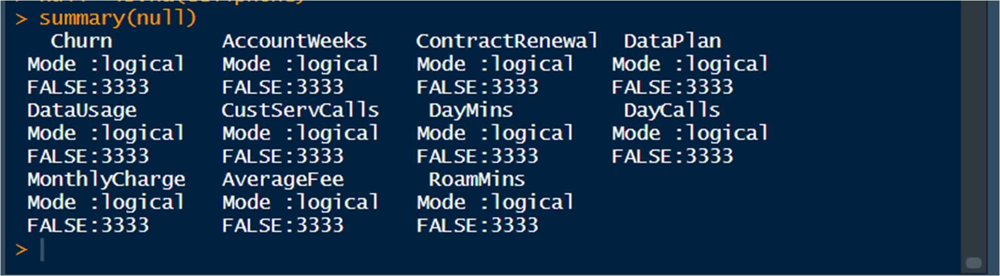 > summary(null)
Churn AccountWeeks ContractRenewal DataPlan
Mode :logical Mode :logical Mode :logical Mode :logical
FALSE:3333 FALSE:3333 FALSE:3333 FALSE:3333
DataUsage CustServCalls DayMins DayCalls
Mode :logical Mode :logical Mode :logical Mode :logical
FALSE:3333 FALSE:3333 FALSE:3333 FALSE:3333
MonthlyCharge AverageFee RoamMins
Mode :logical Mode :logical Mode :logical
FALSE:3333 FALSE:3333 FALSE:3333
>